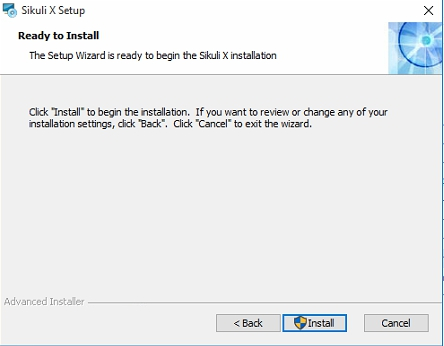 Sikuli X Setup
Ready to Install
The Setup Wizard is ready to begin the Sikuli X installation
Click "Install" to begin the installation. If you want to review or change any of your
installation settings, click "Back". Click "Cancel" to exit the wizard.
Advanced Installer
< Back Install Cancel